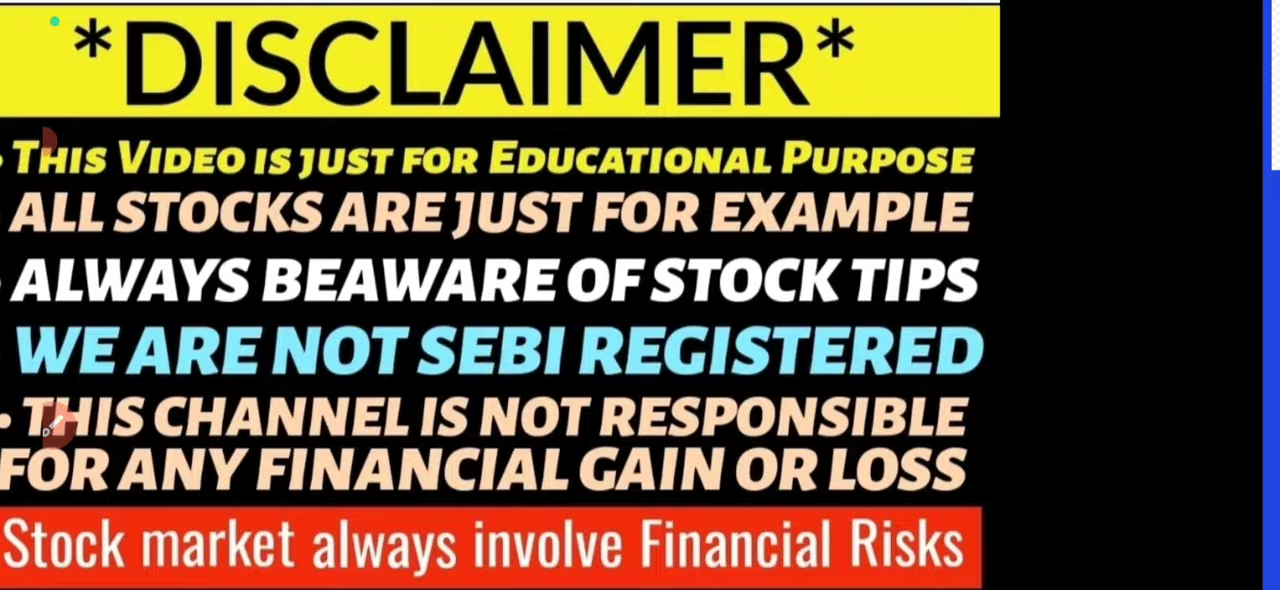 *DISCLAIMER*
• THIS VIDEO IS JUST FOR EDUCATIONAL PURPOSE
ALL STOCKS ARE JUST FOR EXAMPLE
• ALWAYS BEAWARE OF STOCK TIPS
WE ARE NOT SEBI REGISTERED
• THIS CHANNEL IS NOT RESPONSIBLE
FOR ANY FINANCIAL GAIN OR LOSS
Stock market always involve Financial Risks